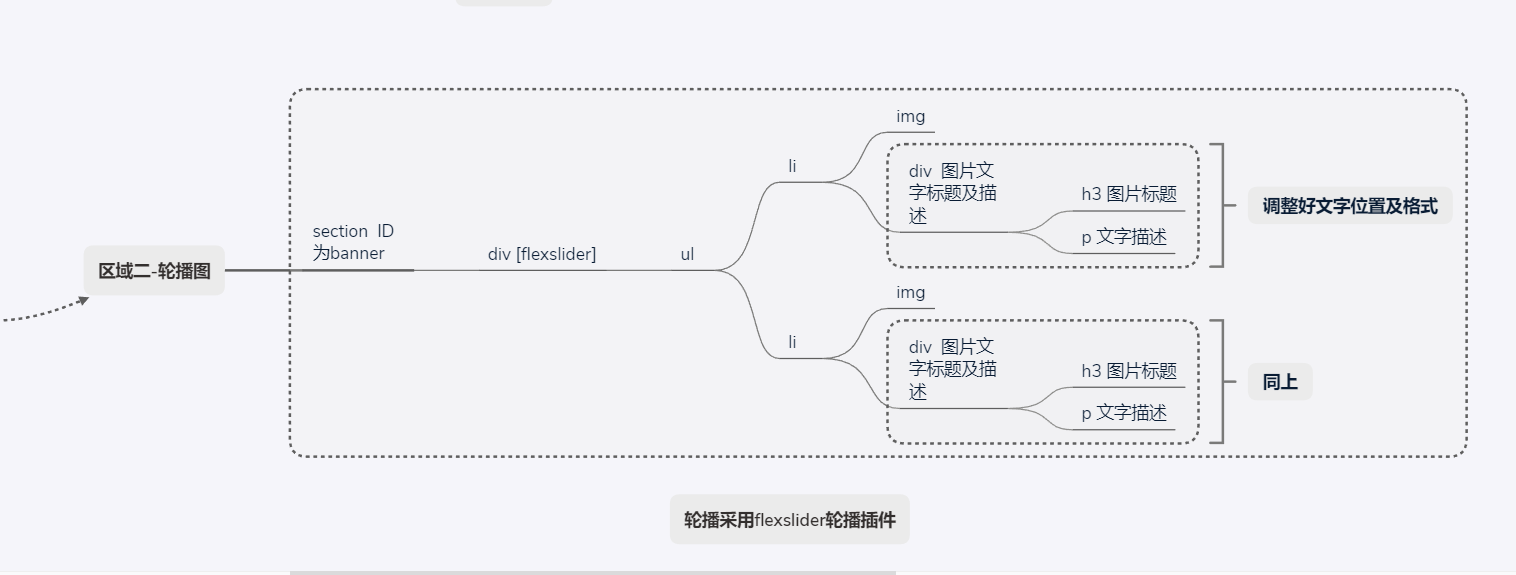 区域二-轮播图
section ID
为banner
div [flexslider]
ul
li
img
div 图片文
字标题及描
述
h3 图片标题
p 文字描述
调整好文字位置及格式
li
img
div 图片文
字标题及描
述
h3 图片标题
p 文字描述
同上
轮播采用flexslider轮播插件